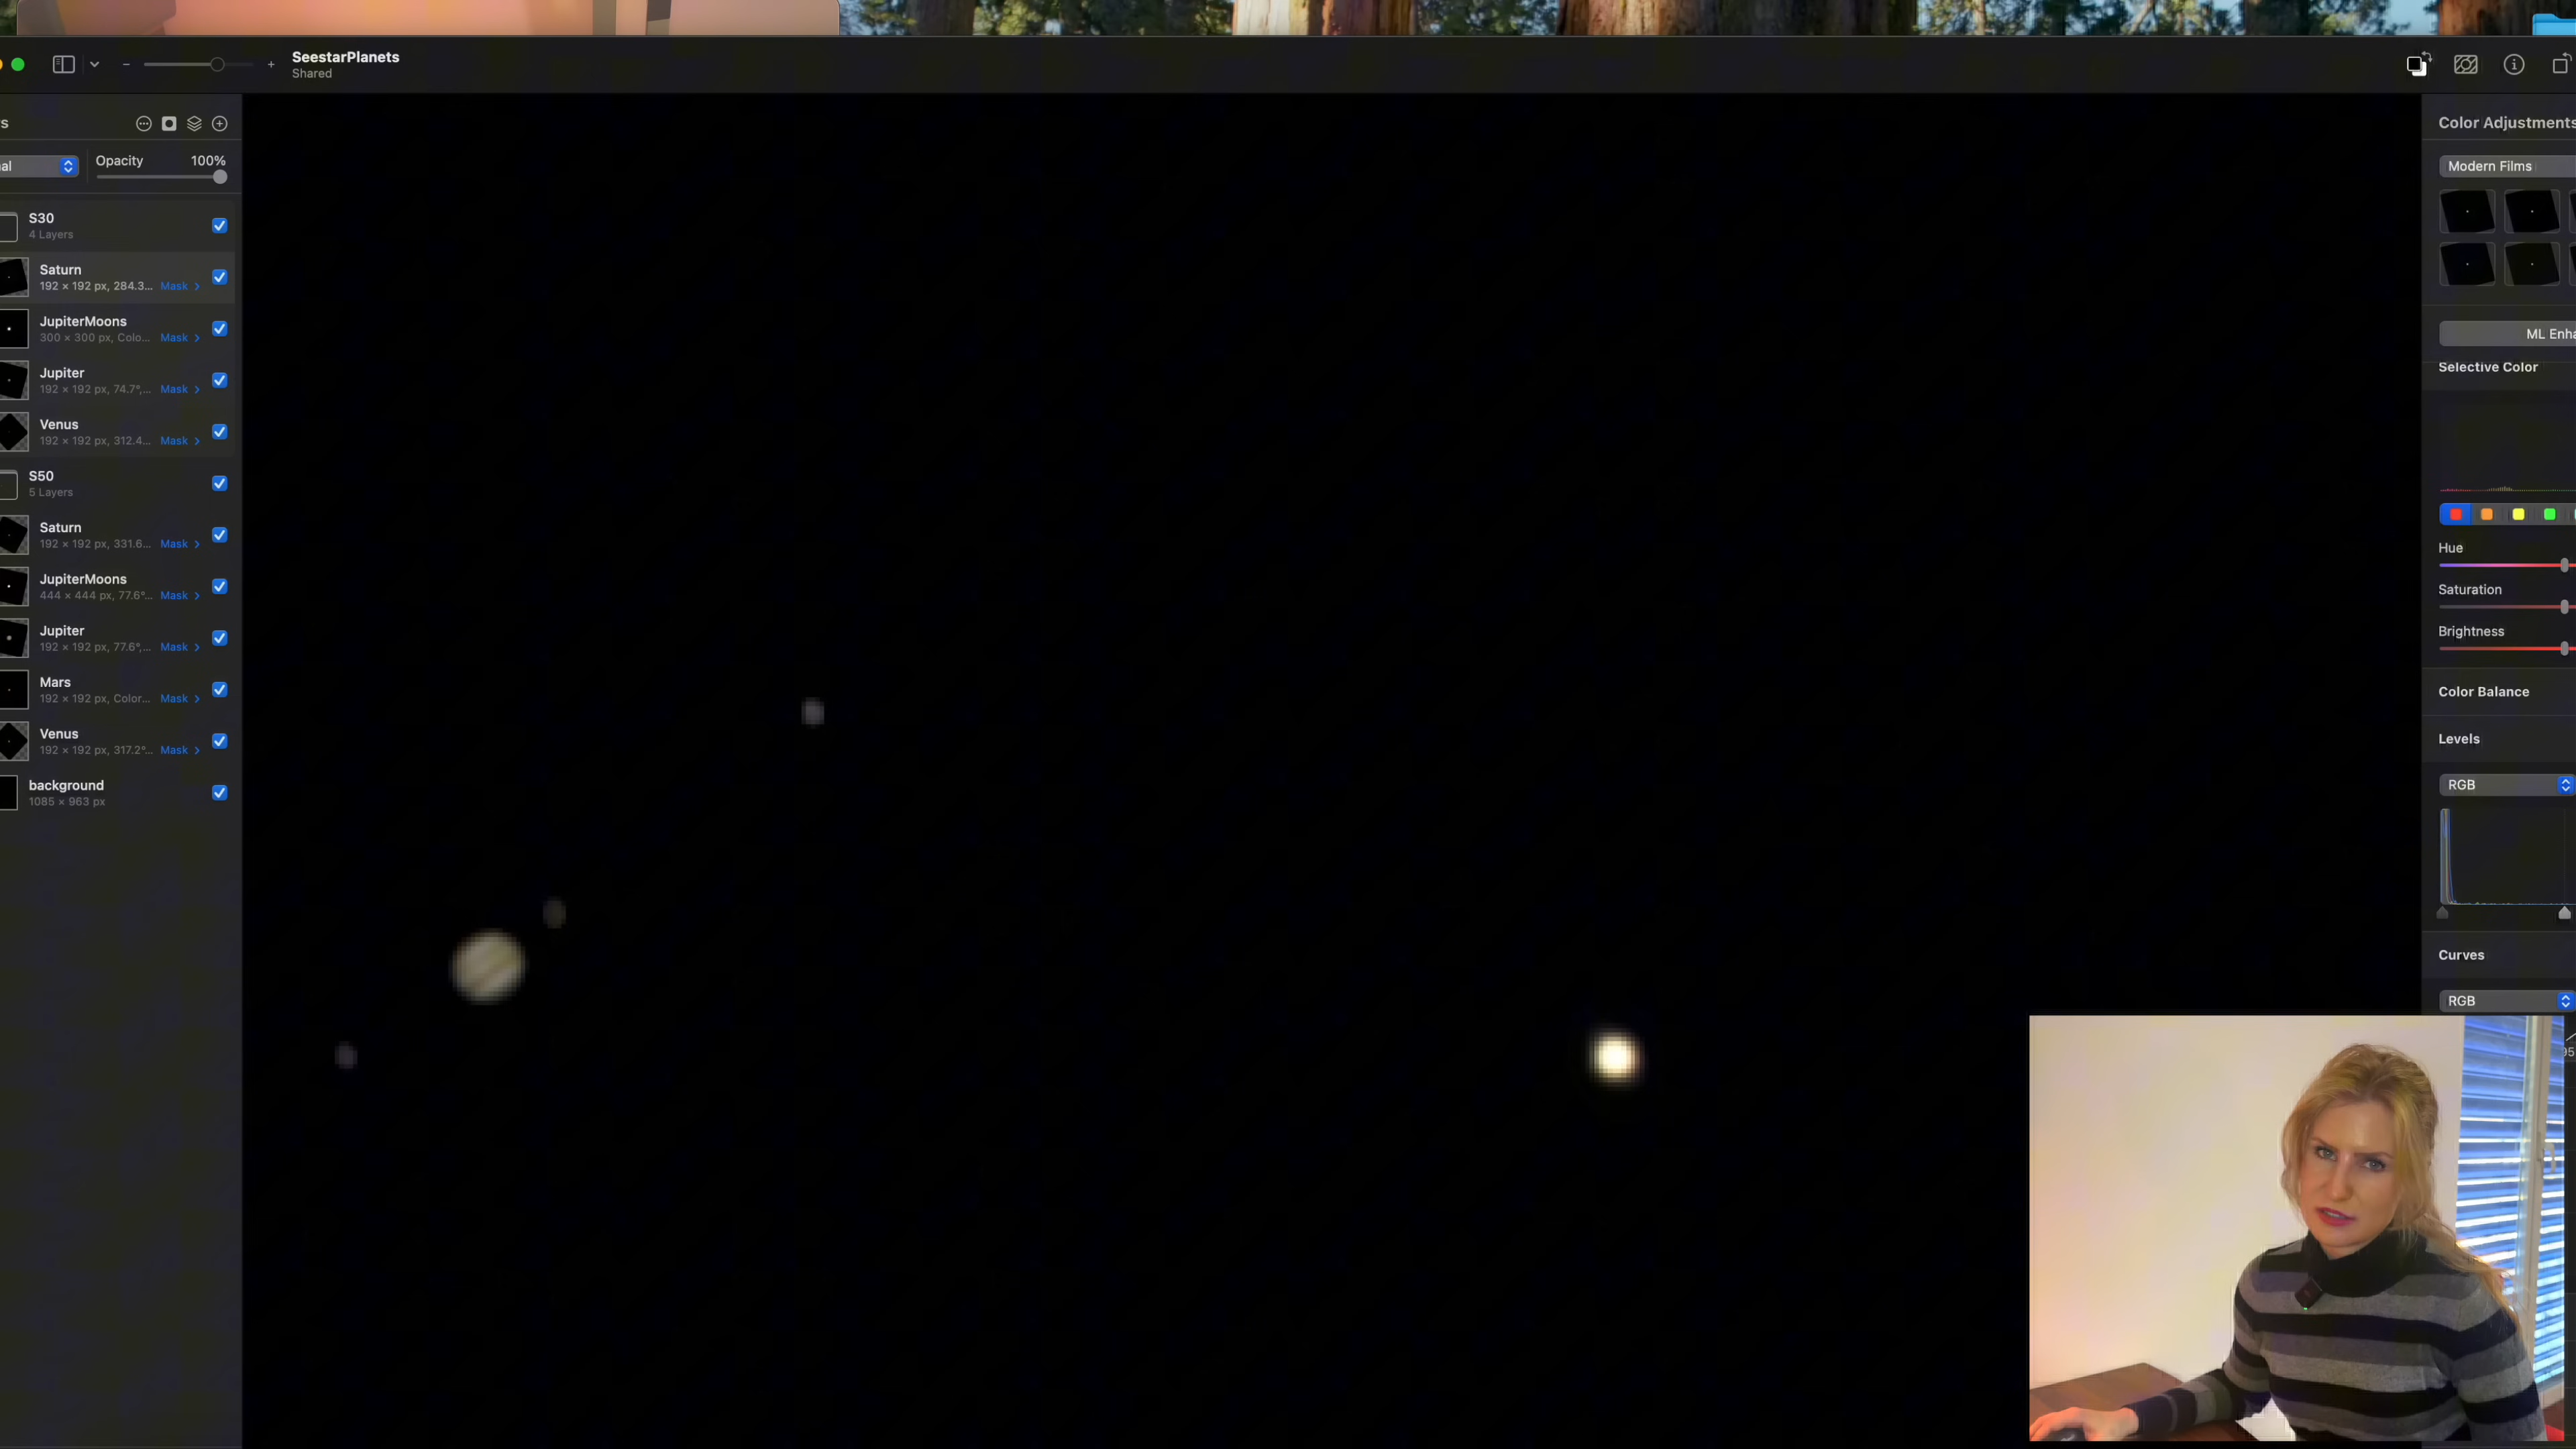 SeestarPlanets
Shared
s
al
Opacity 100%
S30
4 Layers
Saturn
192 × 192 px, 284.3... Mask >
JupiterMoons
300 × 300 px, Colo... Mask >
Jupiter
192 × 192 px, 74.7°,... Mask >
Venus
192 × 192 px, 312.4... Mask >
S50
5 Layers
Saturn
192 × 192 px, 331.6... Mask >
JupiterMoons
444 × 444 px, 77.6°... Mask >
Jupiter
192 × 192 px, 77.6°,... Mask >
Mars
192 × 192 px, Color... Mask >
Venus
192 × 192 px, 317.2°... Mask >
background
1085 × 963 px
Color Adjustments
Modern Films
ML Enha
Selective Color
Hue
Saturation
Brightness
Color Balance
Levels
RGB
Curves
RGB
95